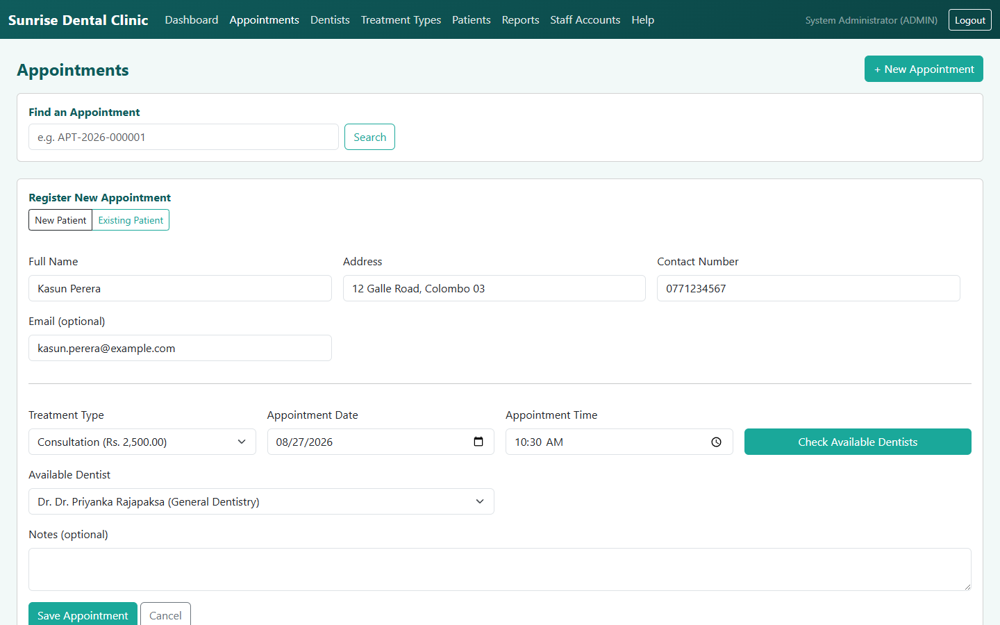 Sunrise Dental Clinic Dashboard Appointments Dentists Treatment Types Patients Reports Staff Accounts Help System Administrator (ADMIN) Logout
Appointments + New Appointment
Find an Appointment
e.g. APT-2026-000001 Search
Register New Appointment
New Patient Existing Patient
Full Name Address Contact Number
Kasun Perera 12 Galle Road, Colombo 03 0771234567
Email (optional)
kasun.perera@example.com
Treatment Type Appointment Date Appointment Time
Consultation (Rs. 2,500.00) 08/27/2026 10:30 AM Check Available Dentists
Available Dentist
Dr. Dr. Priyanka Rajapaksa (General Dentistry)
Notes (optional)
Save Appointment Cancel